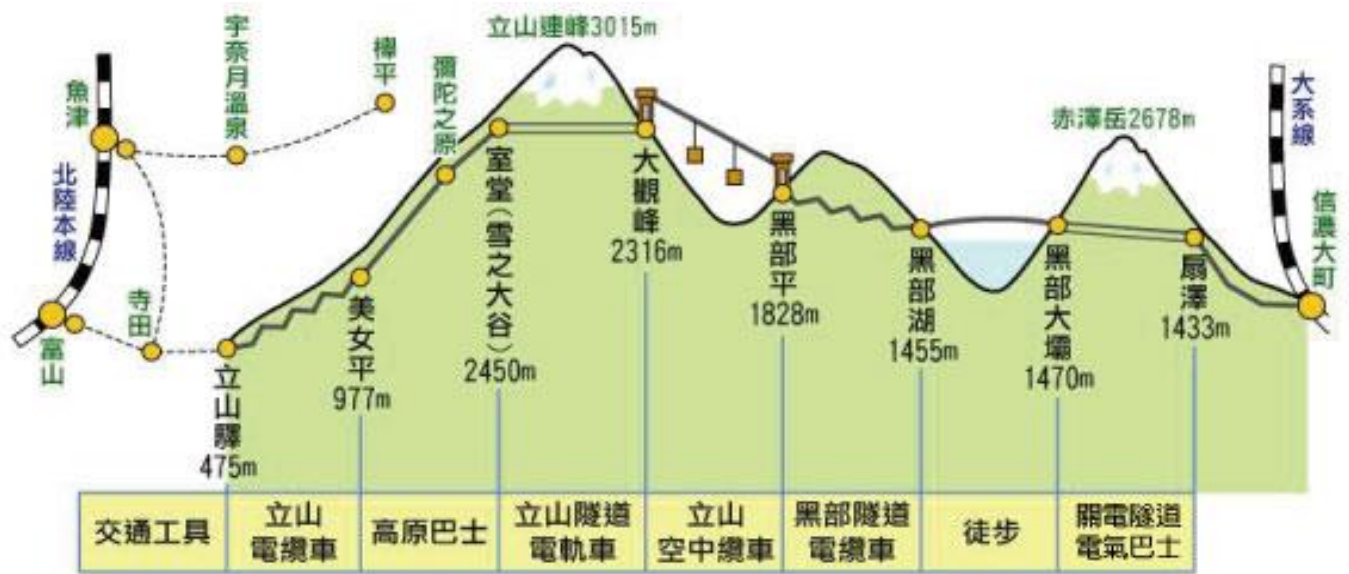 立山連峰3015m
宇奈月溫泉
樺平
彌陀之原
魚津
北陸本線
寺田
富山
赤澤岳2678m
大系線
信濃大町
立山驛
475m
美女平
977m
室堂(雪之大谷)
2450m
大觀峰
2316m
黑部平
1828m
黑部湖
1455m
黑部大壩
1470m
扇澤
1433m
交通工具
立山
電纜車
高原巴士
立山隧道
電軌車
立山
空中纜車
黑部隧道
電纜車
徒步
關電隧道
電氣巴士